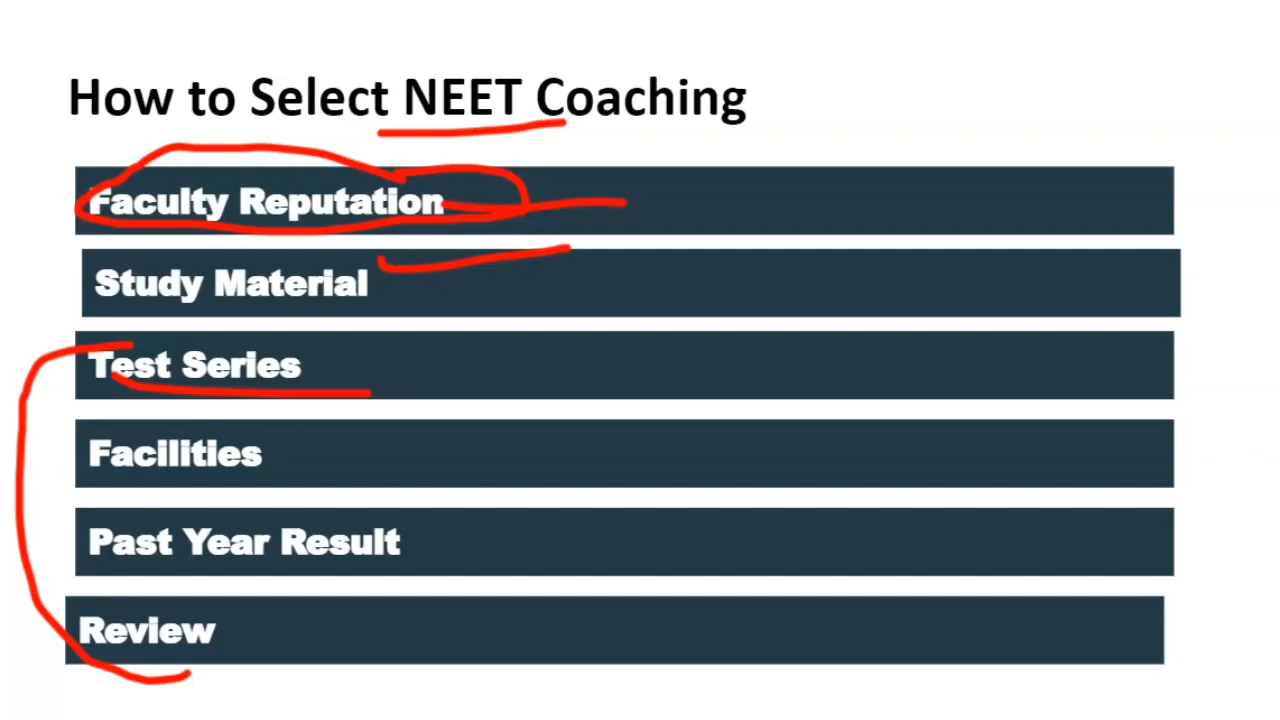 How to Select NEET Coaching
Faculty Reputation
Study Material
Test Series
Facilities
Past Year Result
Review